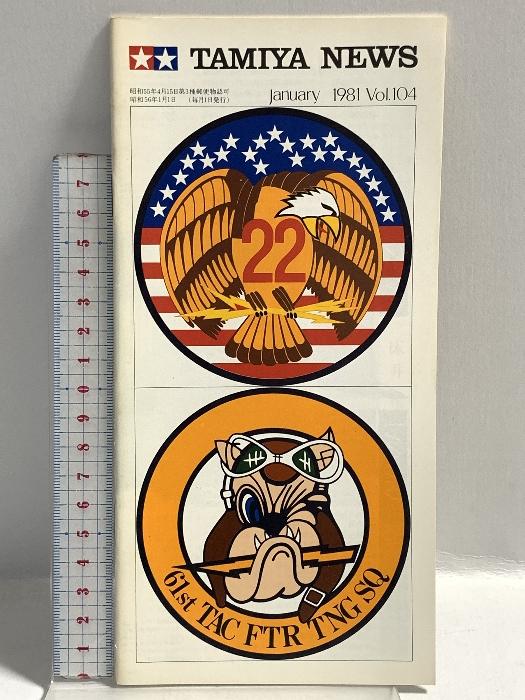 TAMIYA NEWS
昭和55年4月15日第3種郵便物認可
昭和56年1月1日 (毎月1日発行)
January 1981 Vol.104
22
61st TAC FTR TNG SQ